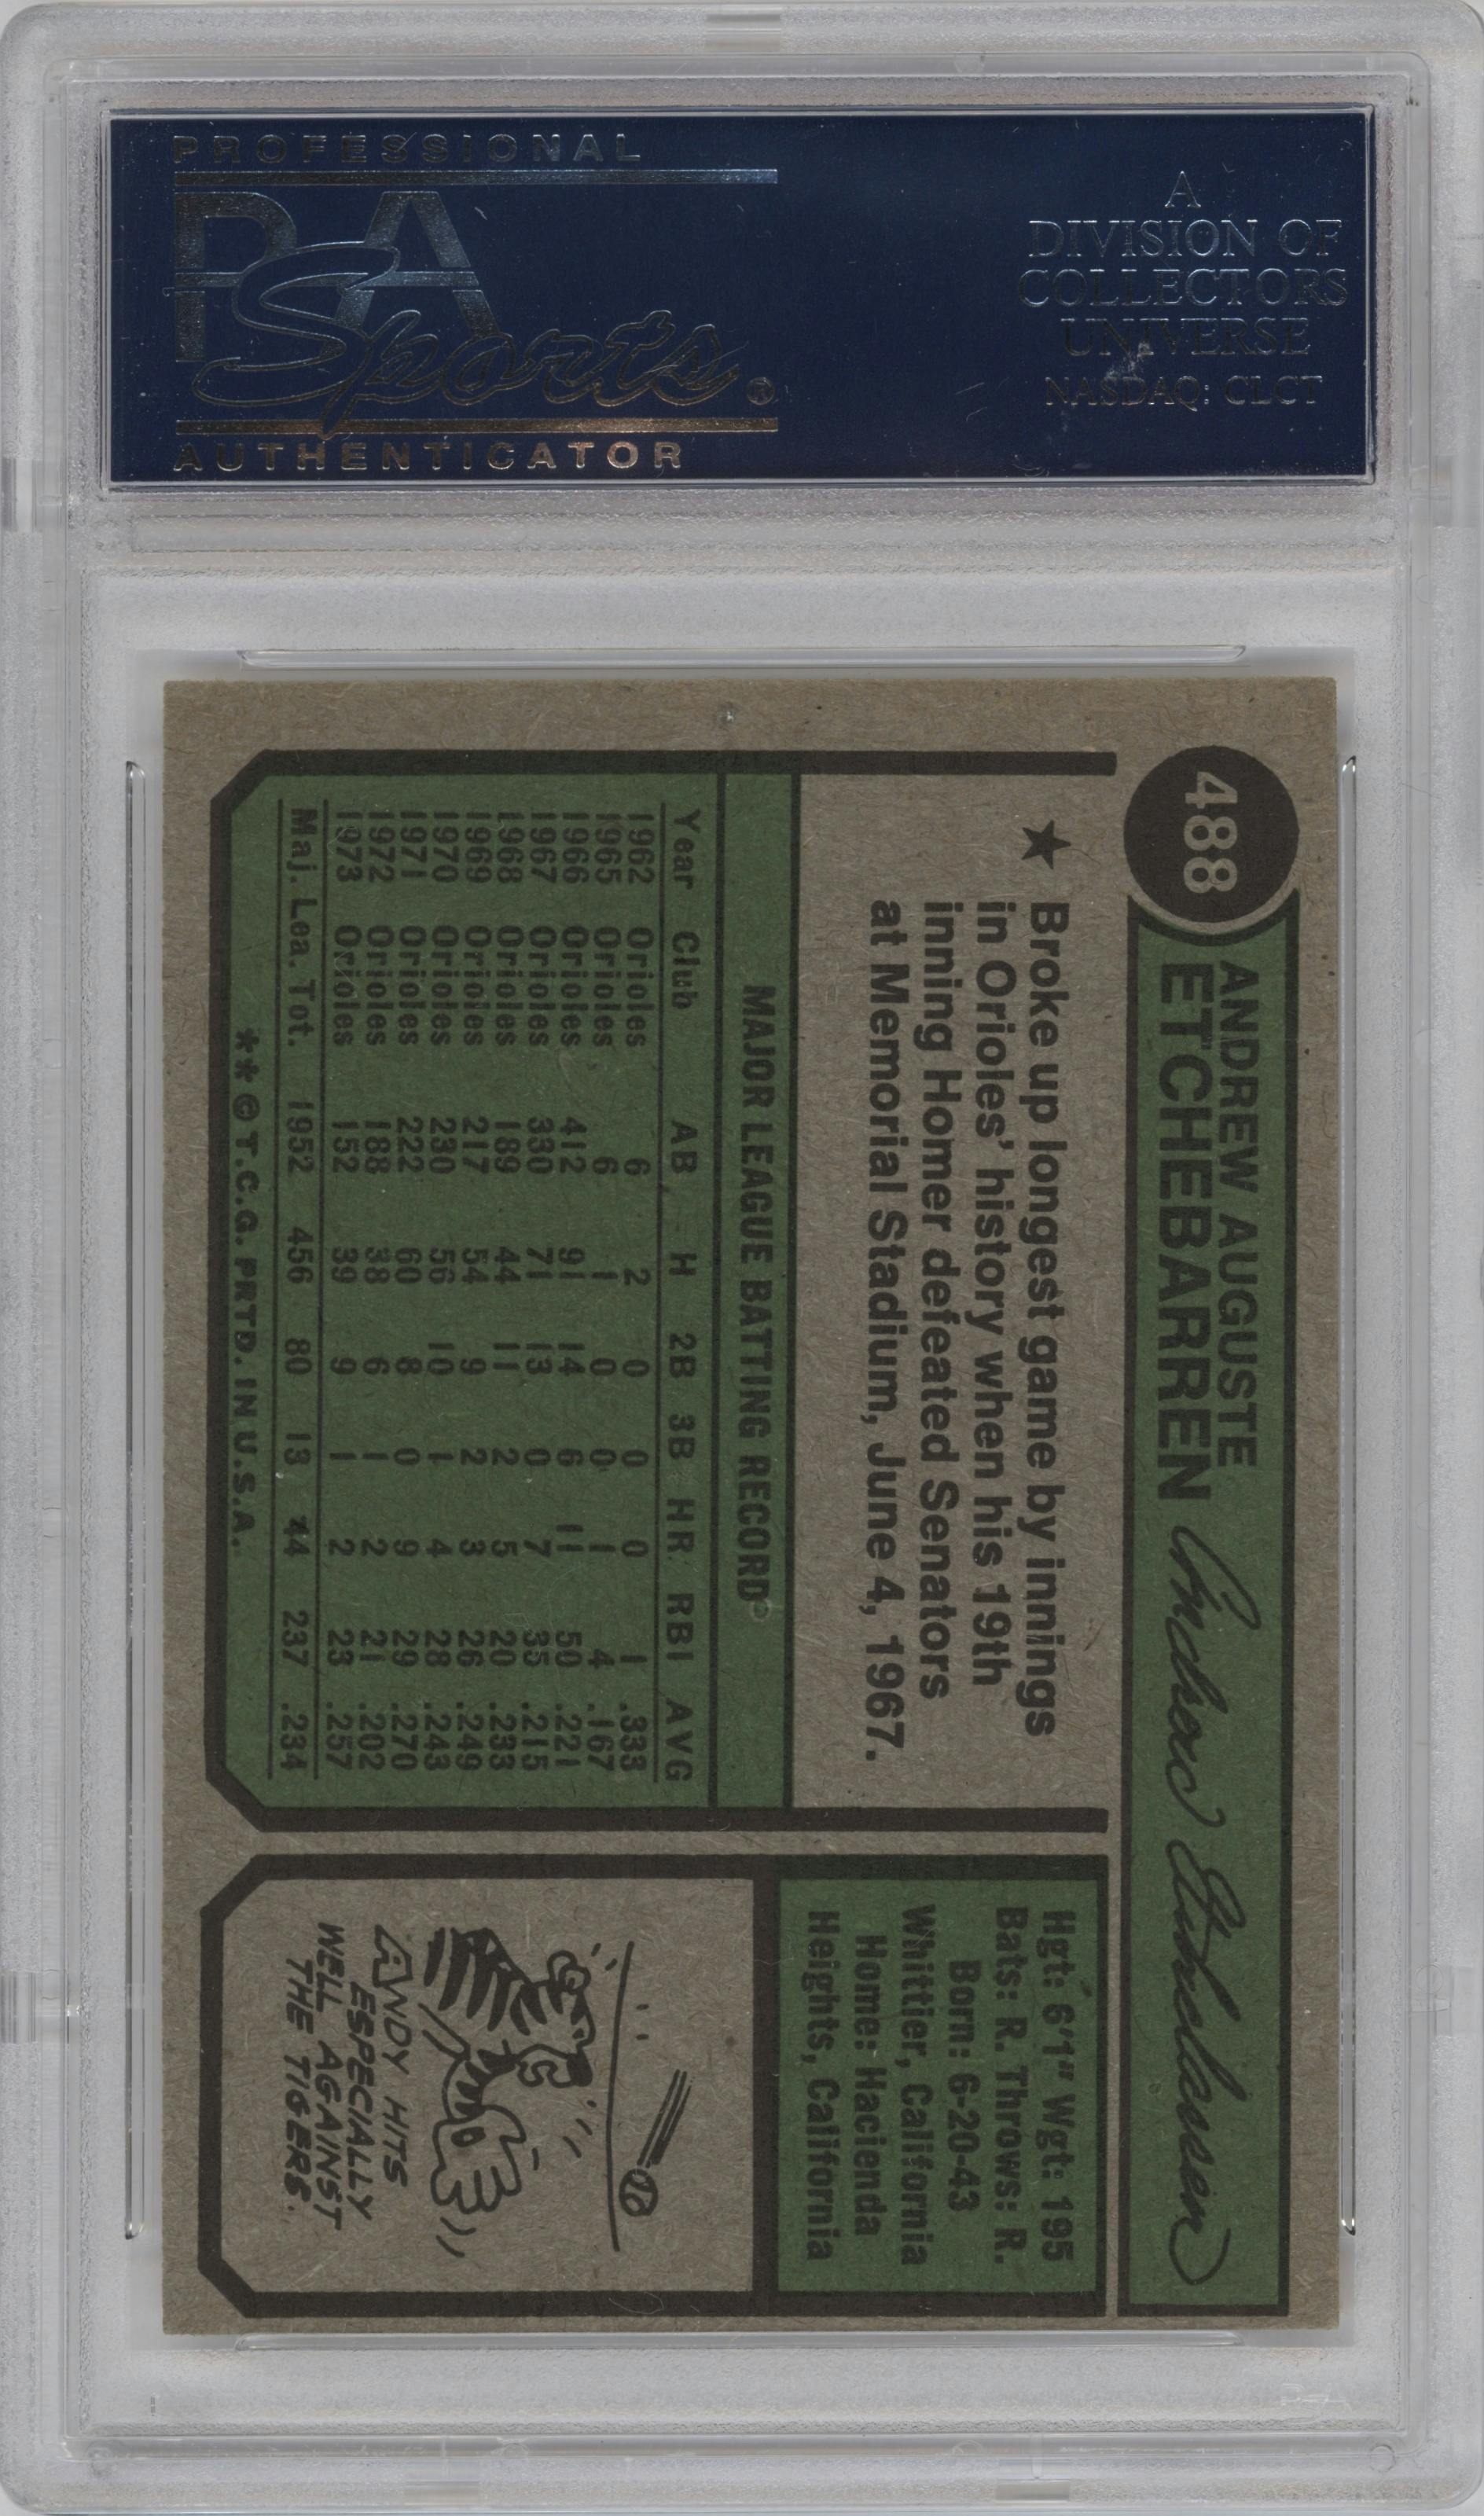 PROFESSIONAL
PSA
Sports®
AUTHENTICATOR
A
DIVISION OF
COLLECTORS
UNIVERSE
NASDAQ: CLCT
488
ANDREW AUGUSTE
ETCHEBARREN
Andrew Etchebarren
★ Broke up longest game by innings
in Orioles' history when his 19th
inning Homer defeated Senators
at Memorial Stadium, June 4, 1967.
MAJOR LEAGUE BATTING RECORD
Year Club AB H 2B 3B HR RBI AVG
1962 Orioles 6 2 0 0 0 1 .333
1965 Orioles 6 1 0 0 1 4 .167
1966 Orioles 412 91 14 6 11 50 .221
1967 Orioles 330 71 13 0 7 35 .215
1968 Orioles 189 44 11 2 5 20 .233
1969 Orioles 217 54 9 2 3 26 .249
1970 Orioles 230 56 10 1 4 28 .243
1971 Orioles 222 60 8 0 9 29 .270
1972 Orioles 188 38 6 1 2 21 .202
1973 Orioles 152 39 9 1 2 23 .257
Maj. Lea. Tot. 1952 456 80 13 44 237 .234
**©T.C.G. PRTD. IN U.S.A.
Hgt: 6'1" Wgt: 195
Bats: R. Throws: R.
Born: 6-20-43
Whittier, California
Home: Hacienda
Heights, California
ANDY HITS
ESPECIALLY
WELL AGAINST
THE TIGERS.